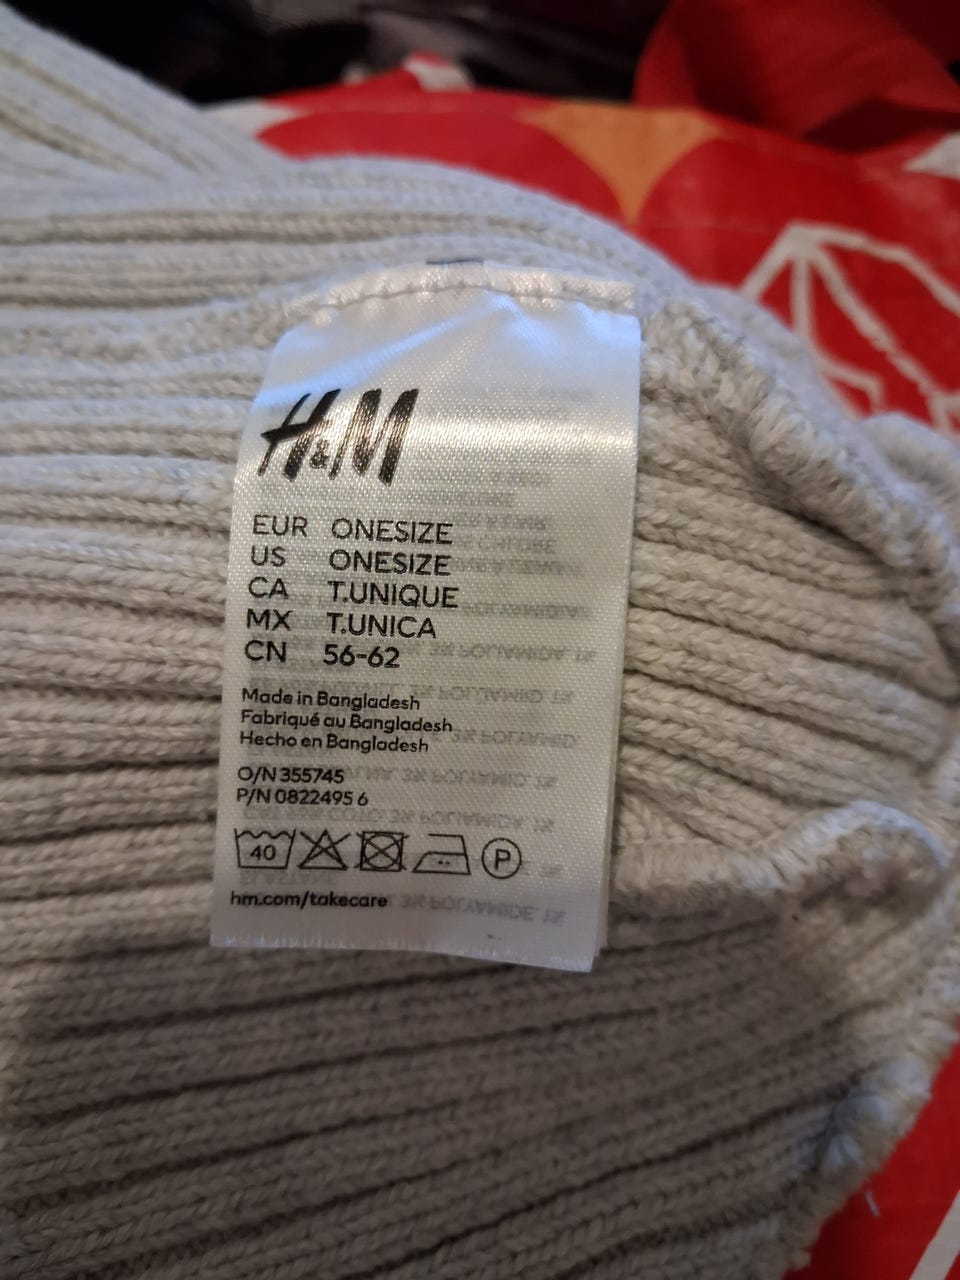 H&M
EUR ONESIZE
US ONESIZE
CA T.UNIQUE
MX T.UNICA
CN 56-62
Made in Bangladesh
Fabriqué au Bangladesh
Hecho en Bangladesh
O/N 355745
P/N 0822495 6
40 P
hm.com/takecare